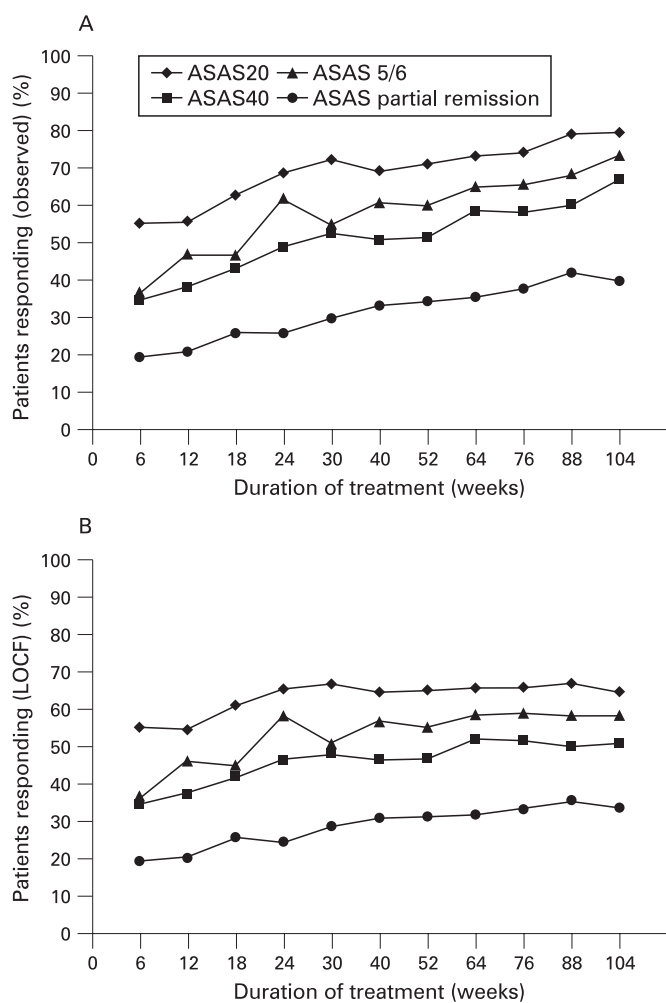 A
Patients responding (observed) (%)
100
90
80
70
60
50
40
30
20
10
0
ASAS20 ASAS 5/6
ASAS40 ASAS partial remission
0 6 12 18 24 30 40 52 64 76 88 104
Duration of treatment (weeks)
B
Patients responding (LOCF) (%)
100
90
80
70
60
50
40
30
20
10
0
0 6 12 18 24 30 40 52 64 76 88 104
Duration of treatment (weeks)